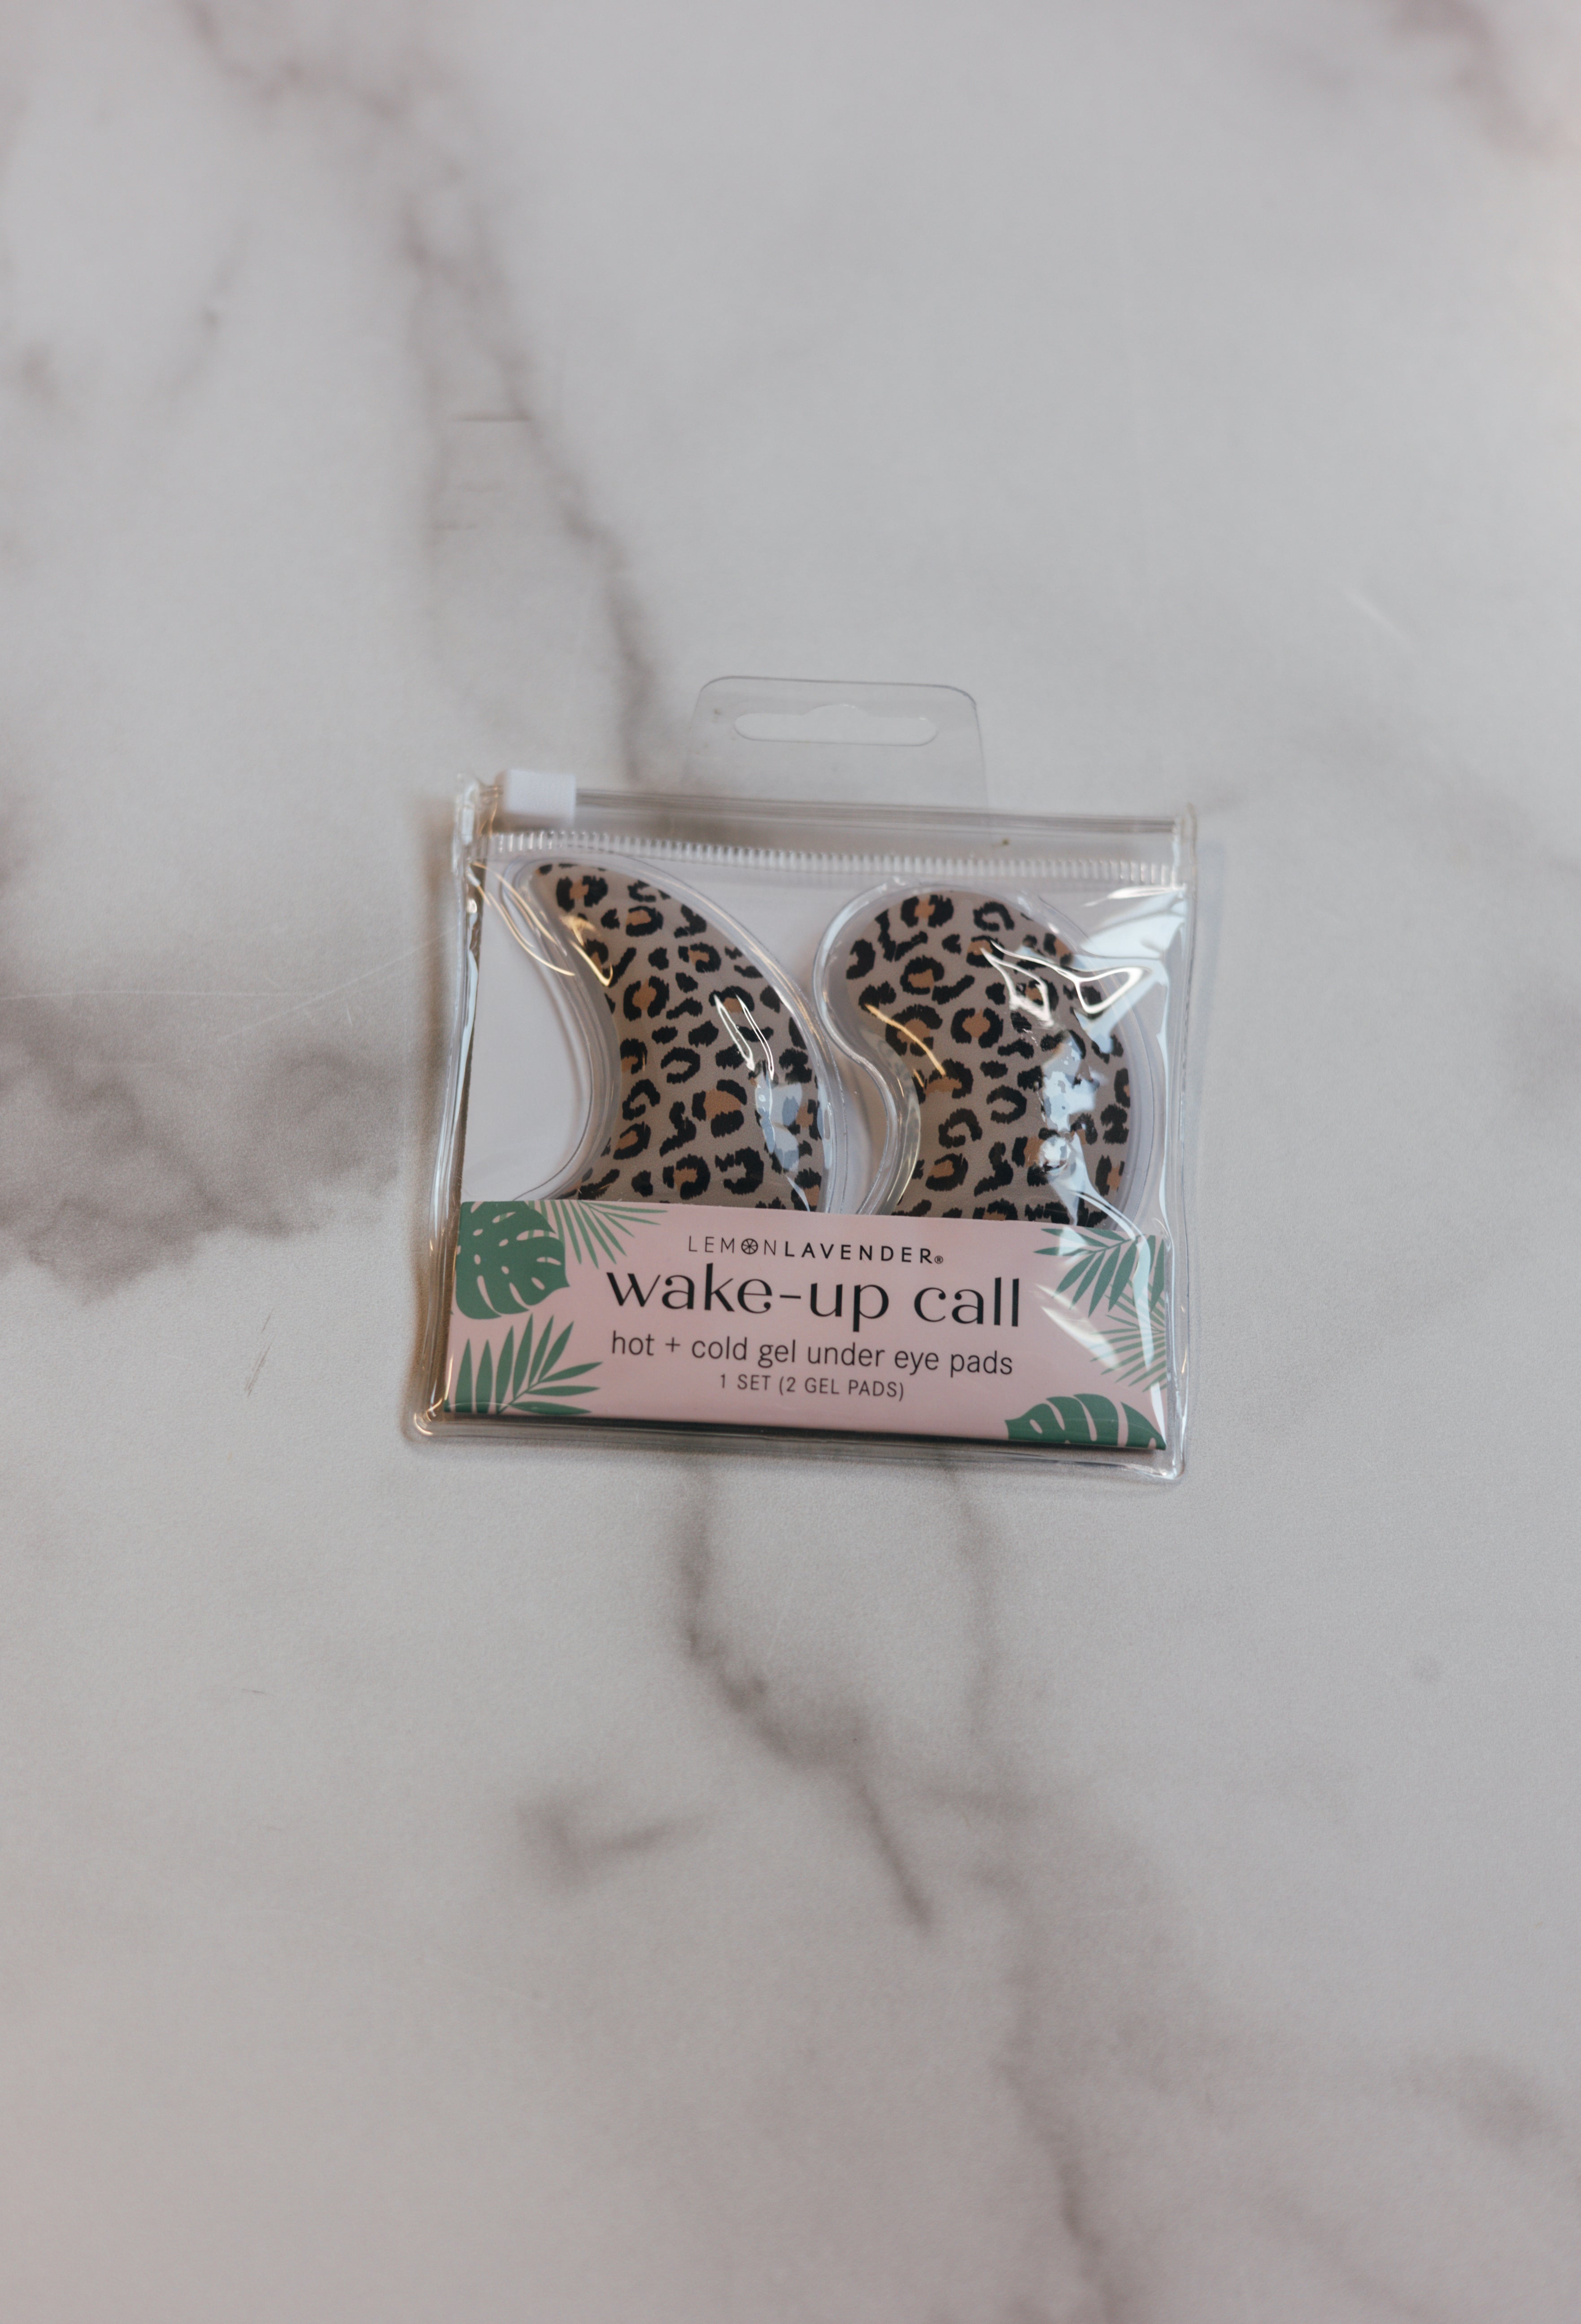 LEMONLAVENDER®
wake-up call
hot + cold gel under eye pads
1 SET (2 GEL PADS)